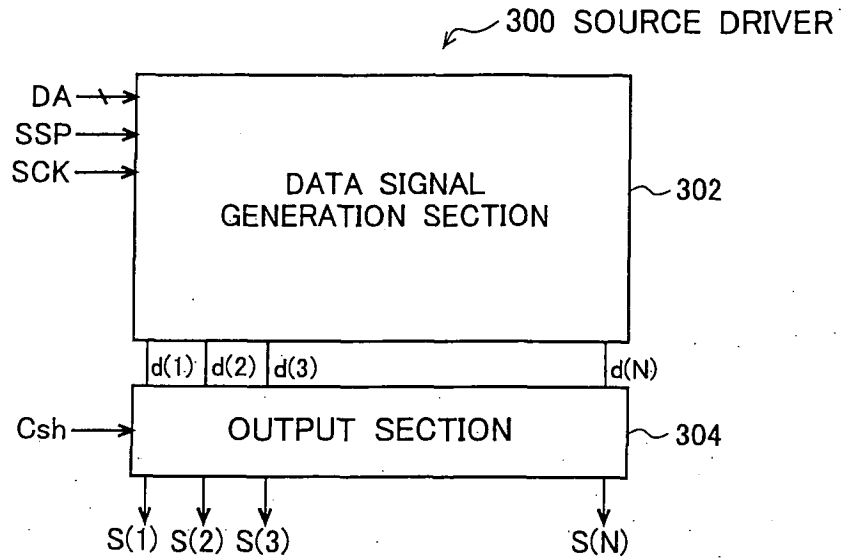 300 SOURCE DRIVER
DA
SSP
SCK
DATA SIGNAL
GENERATION SECTION
302
d(1) d(2) d(3) d(N)
Csh
OUTPUT SECTION
304
S(1) S(2) S(3) S(N)